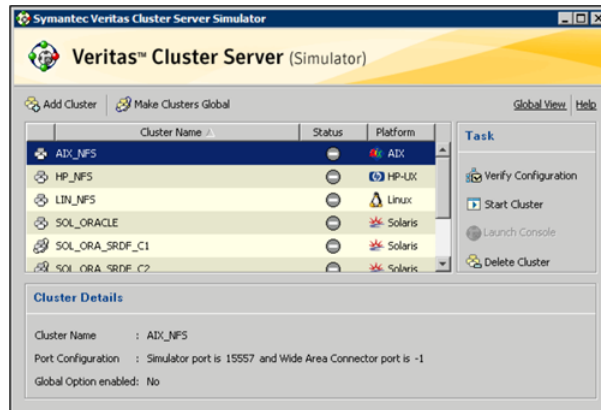 Symantec Veritas Cluster Server Simulator
Veritas™ Cluster Server (Simulator)
Add Cluster Make Clusters Global Global View Help
Cluster Name Status Platform
AIX_NFS AIX
HP_NFS HP-UX
LIN_NFS Linux
SOL_ORACLE Solaris
SOL_ORA_SRDF_C1 Solaris
SOL_ORA_SRDF_C2 Solaris
Task
Verify Configuration
Start Cluster
Launch Console
Delete Cluster
Cluster Details
Cluster Name : AIX_NFS
Port Configuration : Simulator port is 15557 and Wide Area Connector port is -1
Global Option enabled: No